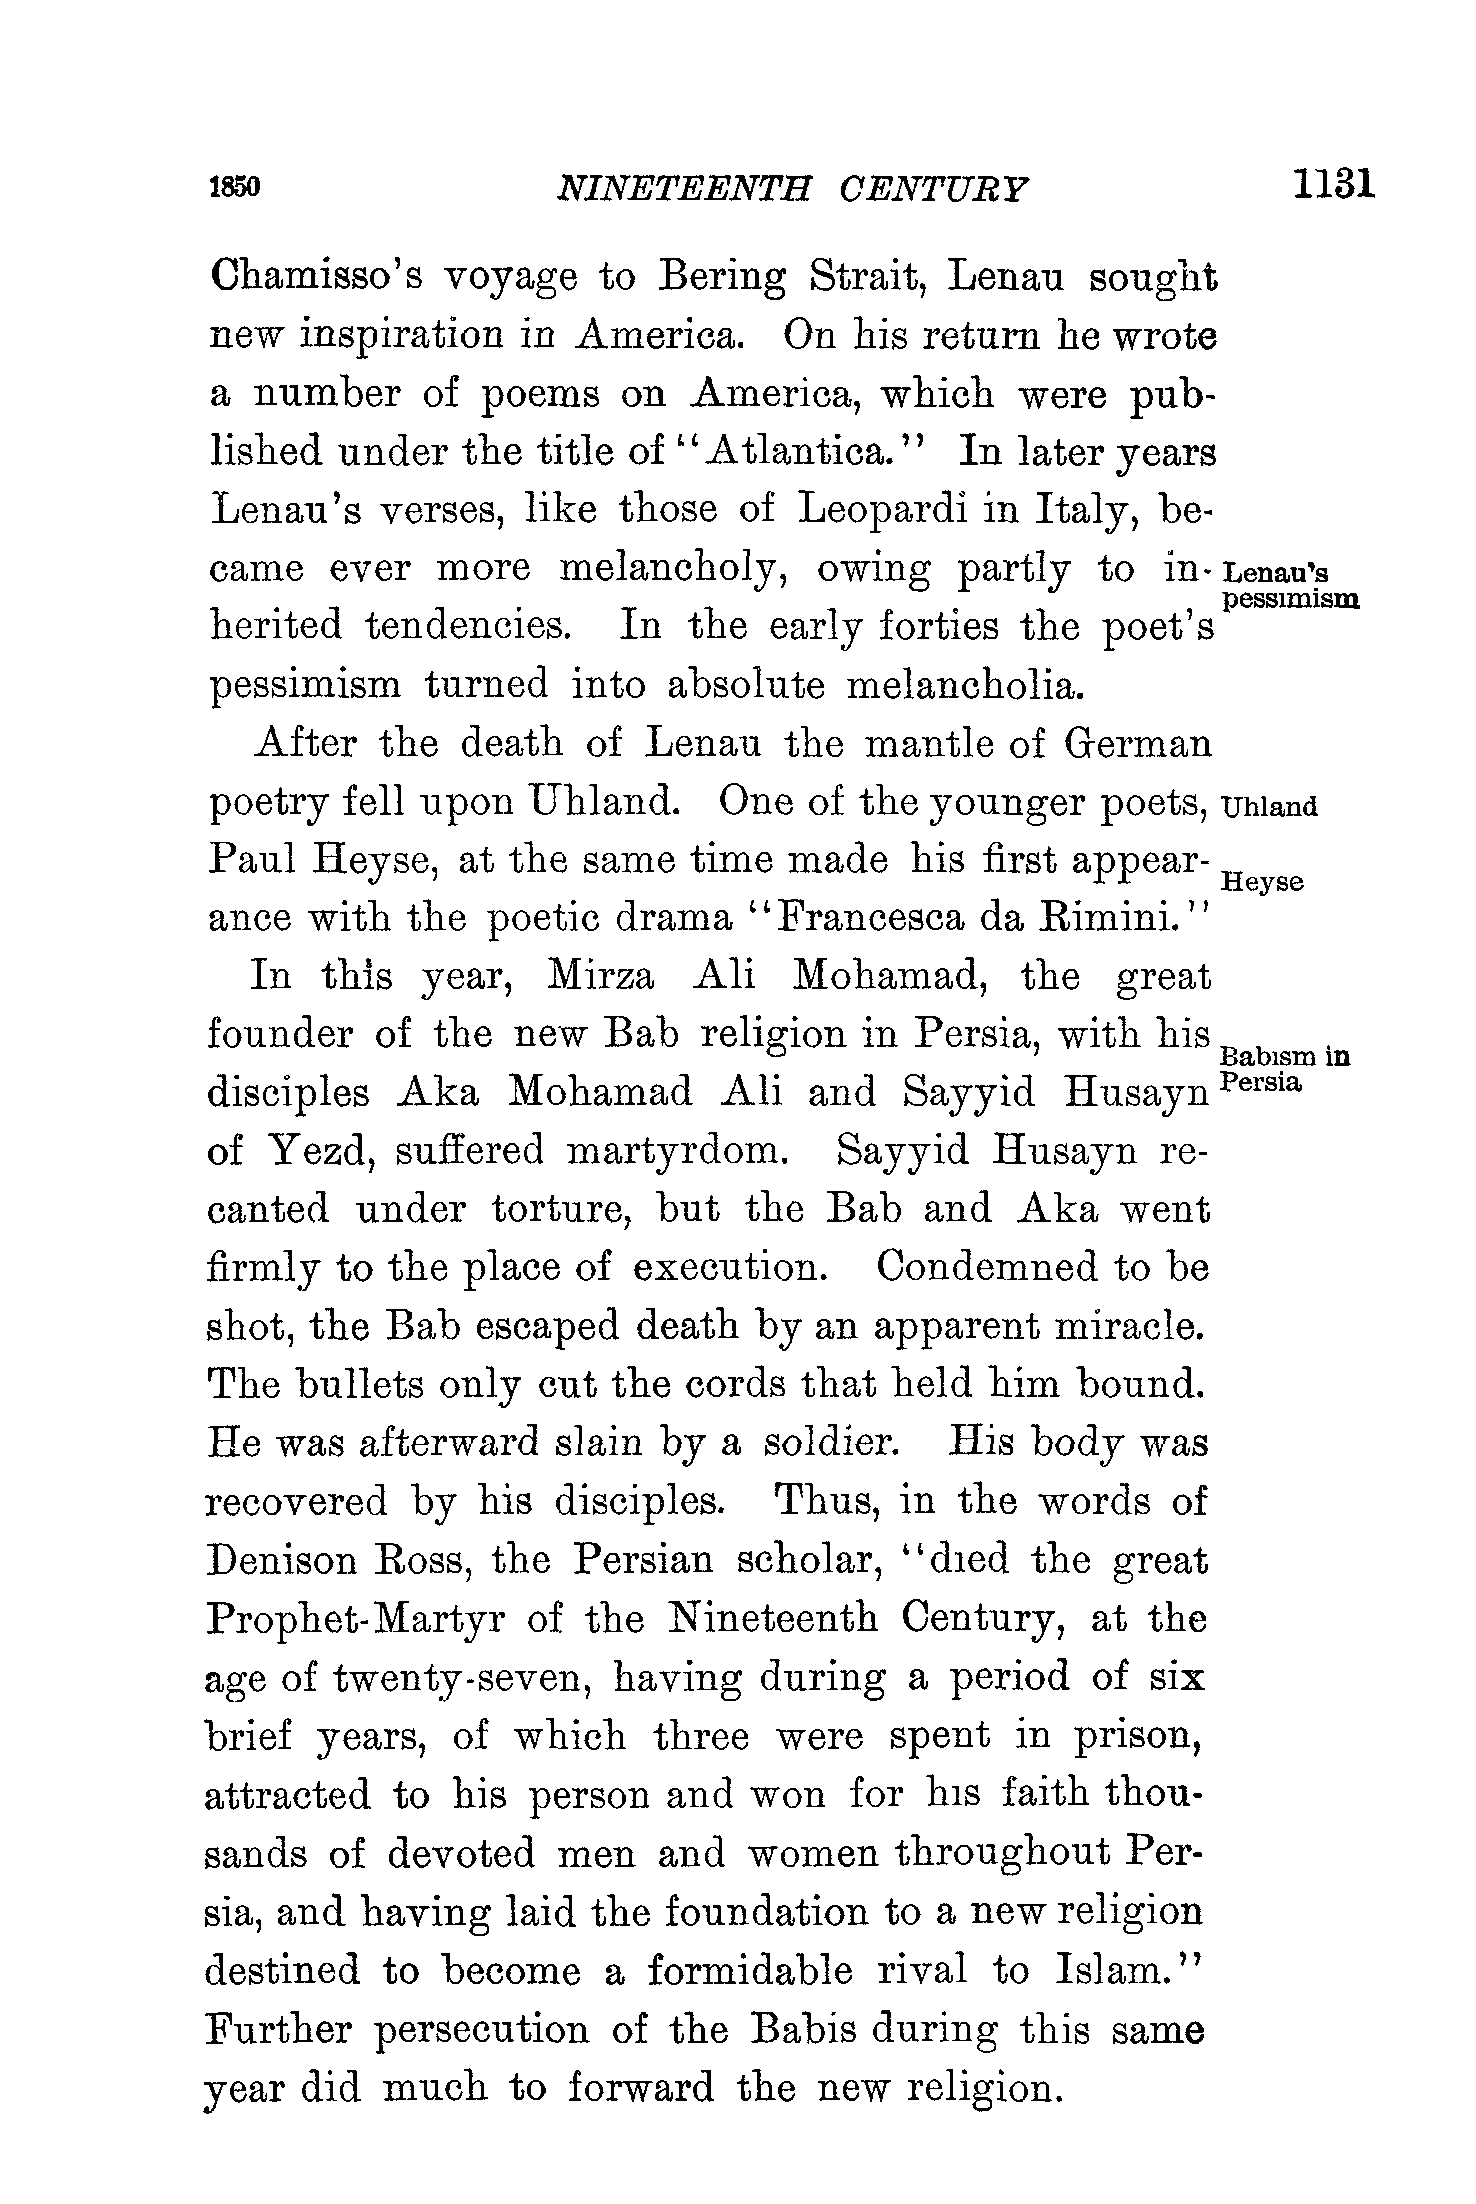 1850 NINETEENTH CENTURY 1131
Chamisso's voyage to Bering Strait, Lenau sought
new inspiration in America. On his return he wrote
a number of poems on America, which were pub-
lished under the title of "Atlantica." In later years
Lenau's verses, like those of Leopardi in Italy, be-
came ever more melancholy, owing partly to in-
Lenau's
pessimism
herited tendencies. In the early forties the poet's
pessimism turned into absolute melancholia.
After the death of Lenau the mantle of German
poetry fell upon Uhland. One of the younger poets,
Uhland
Paul Heyse, at the same time made his first appear-
Heyse
ance with the poetic drama "Francesca da Rimini."
In this year, Mirza Ali Mohamad, the great
founder of the new Bab religion in Persia, with his
Babism in
Persia
disciples Aka Mohamad Ali and Sayyid Husayn
of Yezd, suffered martyrdom. Sayyid Husayn re-
canted under torture, but the Bab and Aka went
firmly to the place of execution. Condemned to be
shot, the Bab escaped death by an apparent miracle.
The bullets only cut the cords that held him bound.
He was afterward slain by a soldier. His body was
recovered by his disciples. Thus, in the words of
Denison Ross, the Persian scholar, "died the great
Prophet-Martyr of the Nineteenth Century, at the
age of twenty-seven, having during a period of six
brief years, of which three were spent in prison,
attracted to his person and won for his faith thou-
sands of devoted men and women throughout Per-
sia, and having laid the foundation to a new religion
destined to become a formidable rival to Islam."
Further persecution of the Babis during this same
year did much to forward the new religion.